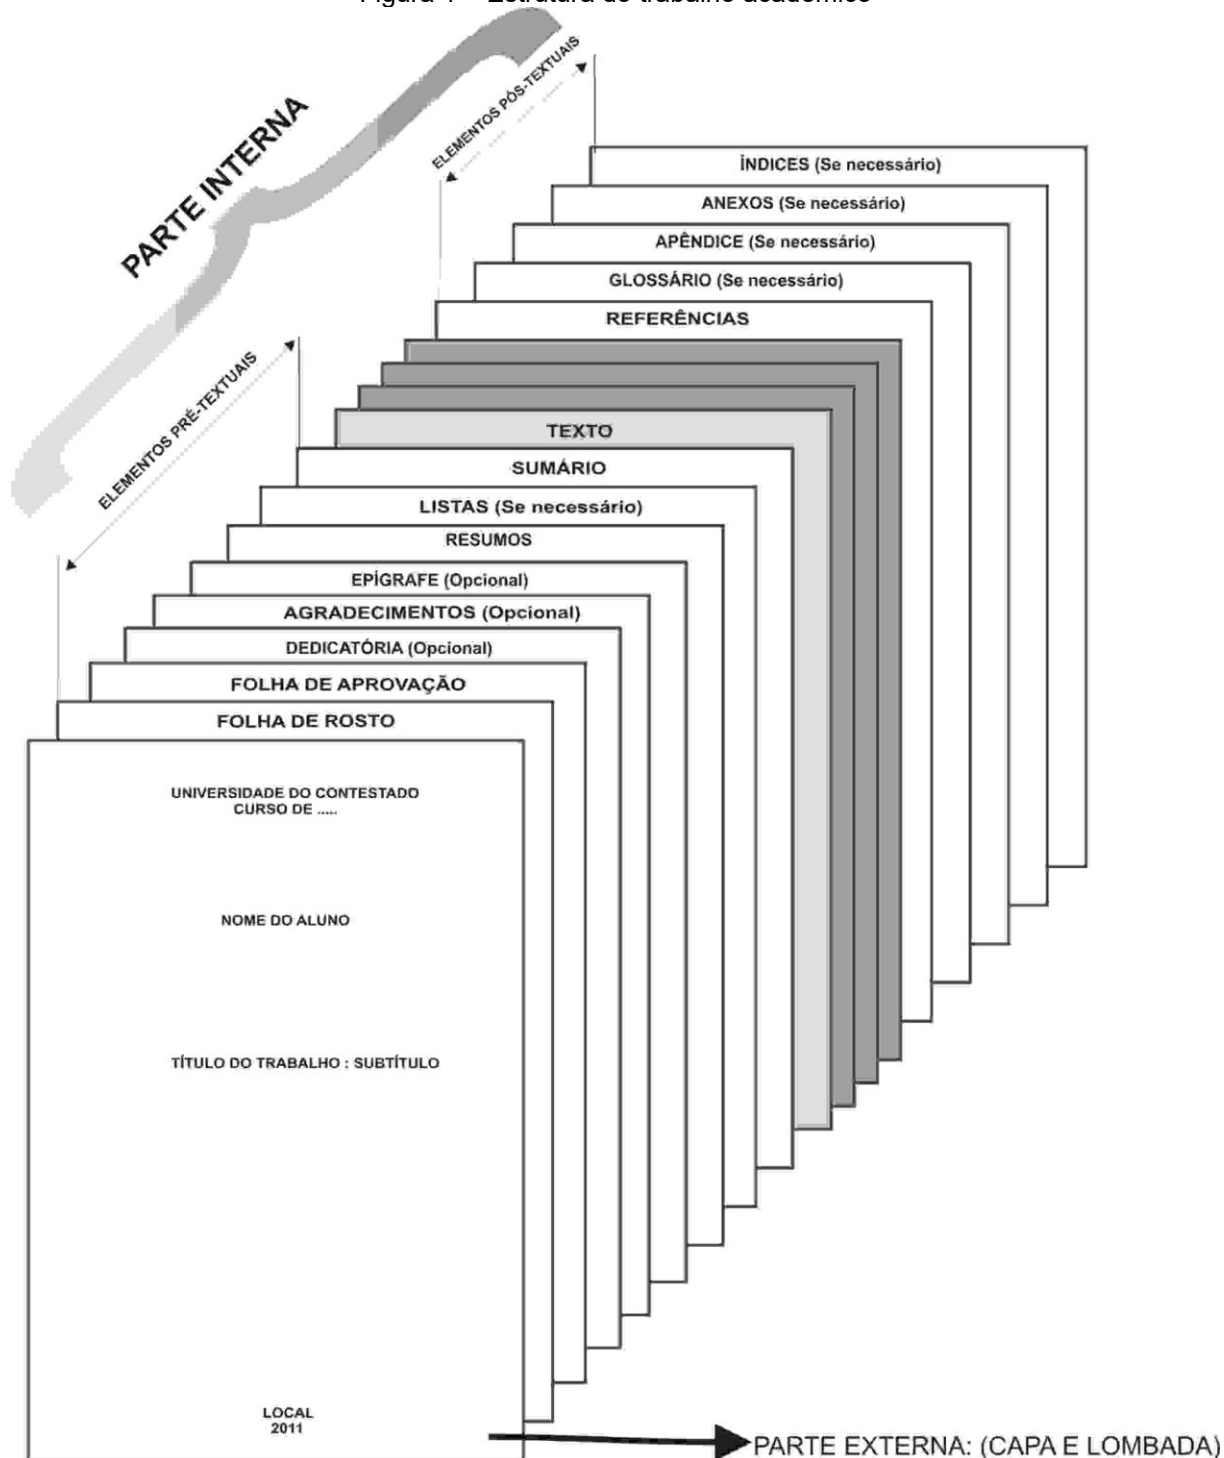 PARTE INTERNA
ELEMENTOS PÓS-TEXTUAIS
ELEMENTOS PRÉ-TEXTUAIS
ÍNDICES (Se necessário)
ANEXOS (Se necessário)
APÊNDICE (Se necessário)
GLOSSÁRIO (Se necessário)
REFERÊNCIAS
TEXTO
SUMÁRIO
LISTAS (Se necessário)
RESUMOS
EPÍGRAFE (Opcional)
AGRADECIMENTOS (Opcional)
DEDICATÓRIA (Opcional)
FOLHA DE APROVAÇÃO
FOLHA DE ROSTO
UNIVERSIDADE DO CONTESTADO
CURSO DE .....
NOME DO ALUNO
TÍTULO DO TRABALHO : SUBTÍTULO
LOCAL
2011
PARTE EXTERNA: (CAPA E LOMBADA)